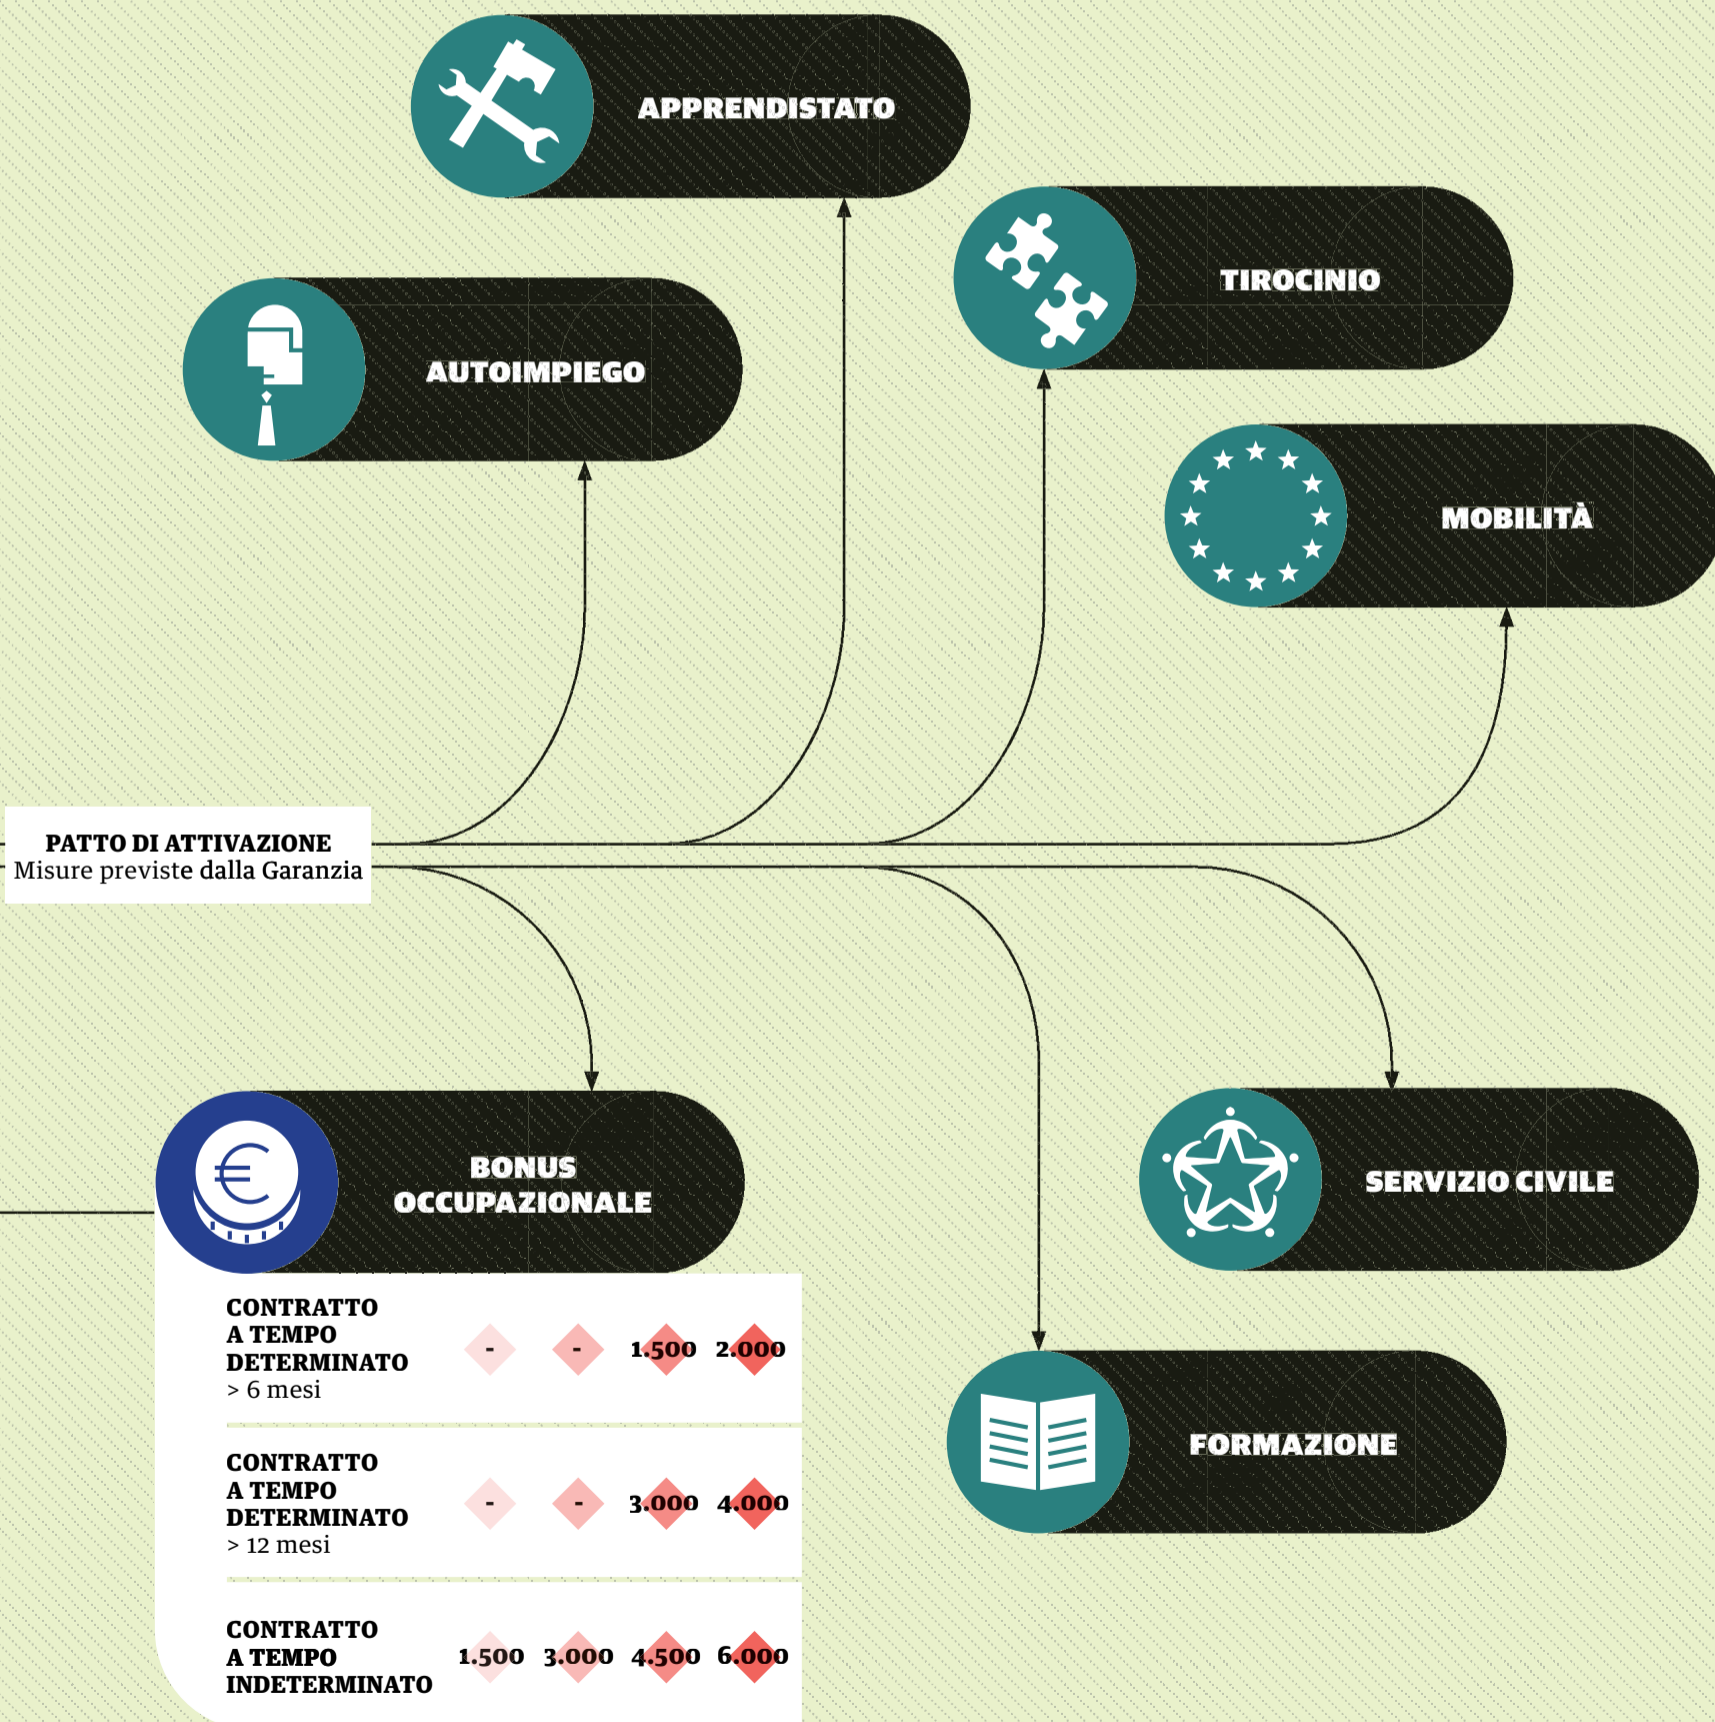 APPRENDISTATO
TIROCINIO
AUTOIMPIEGO
MOBILITÀ
PATTO DI ATTIVAZIONE
Misure previste dalla Garanzia
BONUS
OCCUPAZIONALE
SERVIZIO CIVILE
CONTRATTO
A TEMPO
DETERMINATO
> 6 mesi
- - 1.500 2.000
FORMAZIONE
CONTRATTO
A TEMPO
DETERMINATO
> 12 mesi
- - 3.000 4.000
CONTRATTO
A TEMPO
INDETERMINATO
1.500 3.000 4.500 6.000